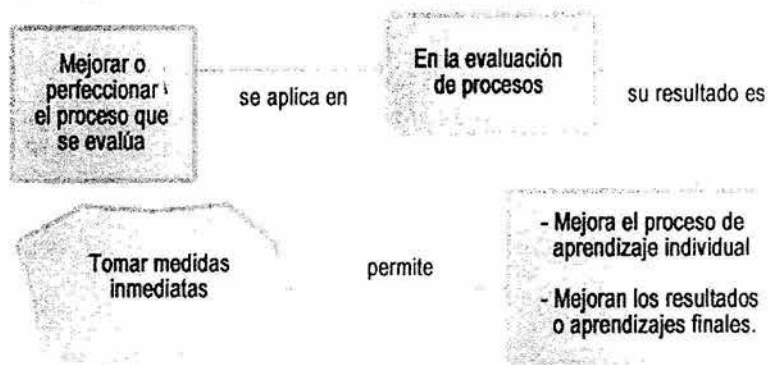 Mejorar o
perfeccionar
el proceso que
se evalúa
se aplica en
En la evaluación
de procesos
su resultado es
Tomar medidas
inmediatas
permite
- Mejora el proceso de
aprendizaje individual
- Mejoran los resultados
o aprendizajes finales.